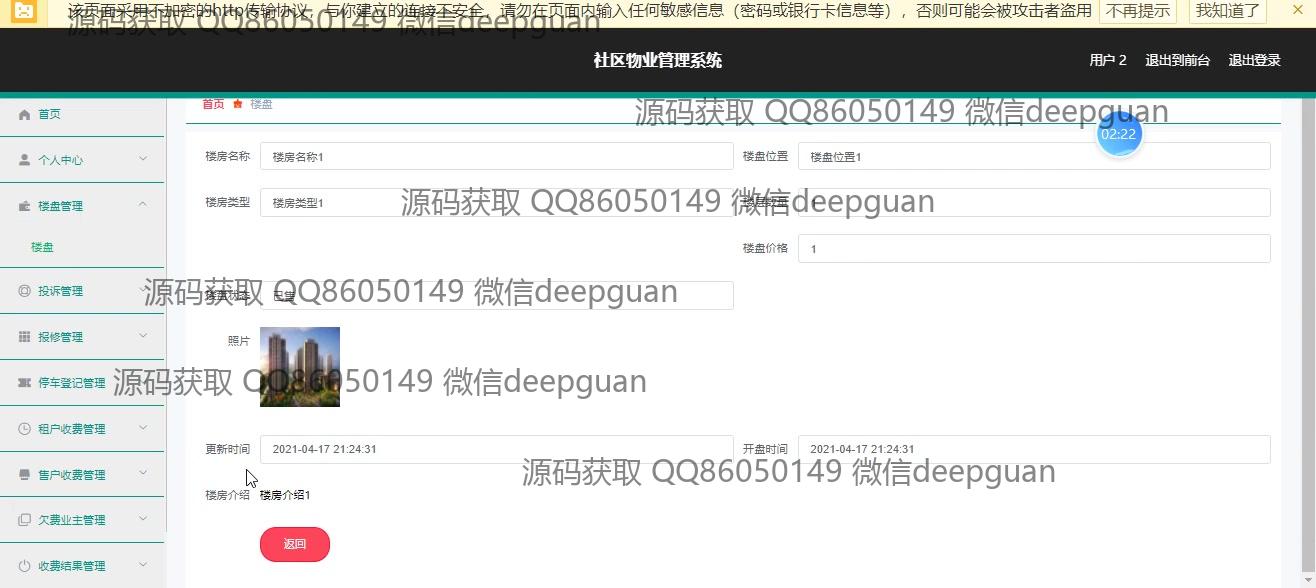 该页面采用不加密的http传输协议，与你建立的连接不安全，请勿在页面内输入任何敏感信息（密码或银行卡信息等），否则可能会被攻击者盗用 不再提示 我知道了
源码获取 QQ86050149 微信deepguan
社区物业管理系统 用户 2 退出到前台 退出登录
首页 首页 楼盘
源码获取 QQ86050149 微信deepguan
02:22
个人中心 楼房名称 楼房名称1 楼盘位置 楼盘位置1
楼盘管理 楼房类型 楼房类型1 1
源码获取 QQ86050149 微信deepguan
楼盘 楼盘价格 1
投诉管理 楼盘状态 已售
源码获取 QQ86050149 微信deepguan
报修管理 照片
停车登记管理
源码获取 QQ86050149 微信deepguan
租户收费管理
更新时间 2021-04-17 21:24:31 开盘时间 2021-04-17 21:24:31
售户收费管理
源码获取 QQ86050149 微信deepguan
楼房介绍 楼房介绍1
欠费业主管理
返回
收费结果管理